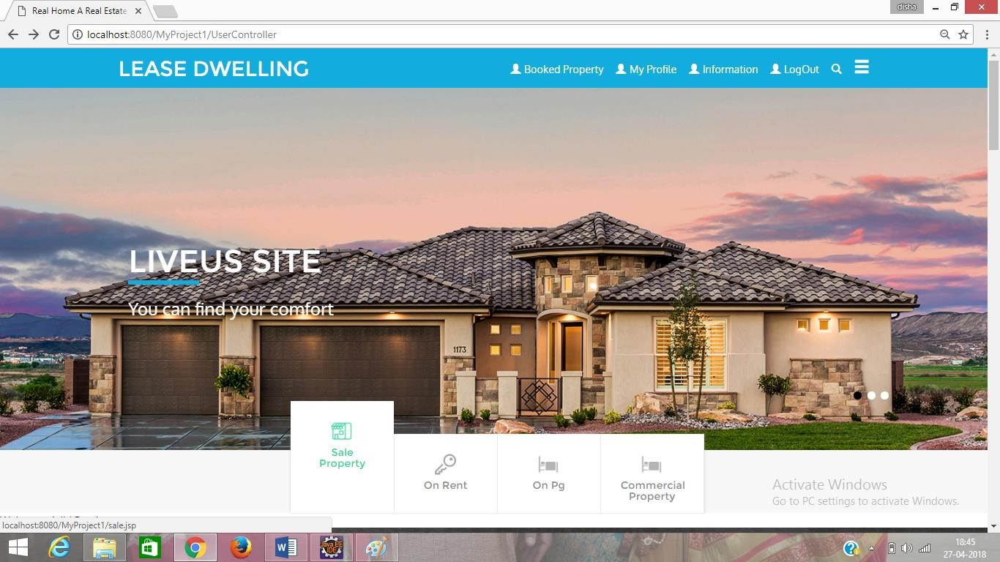 Real Home A Real Estate
disha
localhost:8080/MyProject1/UserController
LEASE DWELLING
Booked Property
My Profile
Information
LogOut
LIVEUS SITE
You can find your comfort
1173
Sale
Property
On Rent
On Pg
Commercial
Property
Activate Windows
Go to PC settings to activate Windows.
localhost:8080/MyProject1/sale.jsp
Java EE
IDE
18:45
27-04-2018